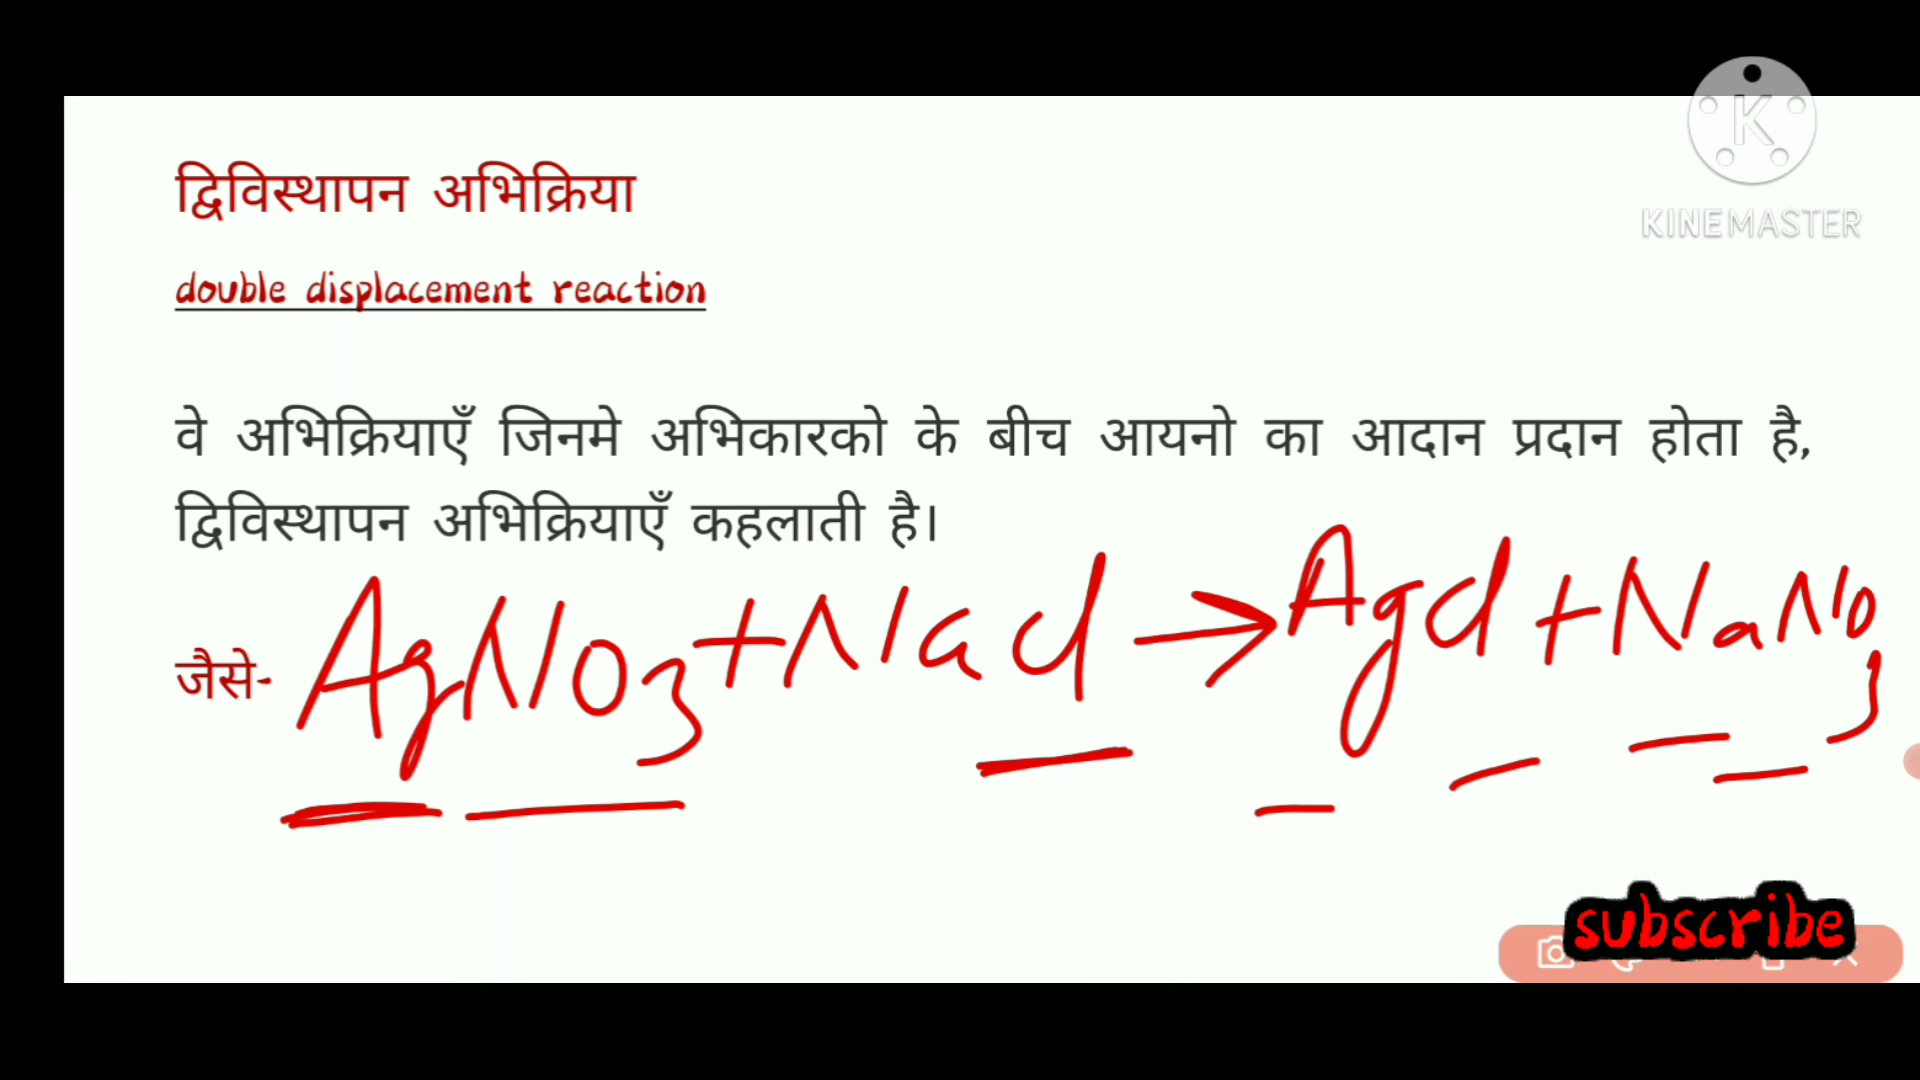 K
KINEMASTER
द्विविस्थापन अभिक्रिया
double displacement reaction
वे अभिक्रियाएँ जिनमे अभिकारको के बीच आयनो का आदान प्रदान होता है,
द्विविस्थापन अभिक्रियाएँ कहलाती है।
जैसे- AgNO3 + NaCl → AgCl + NaNO3
subscribe